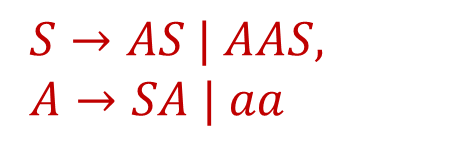 S → AS | AAS,
A → SA | aa